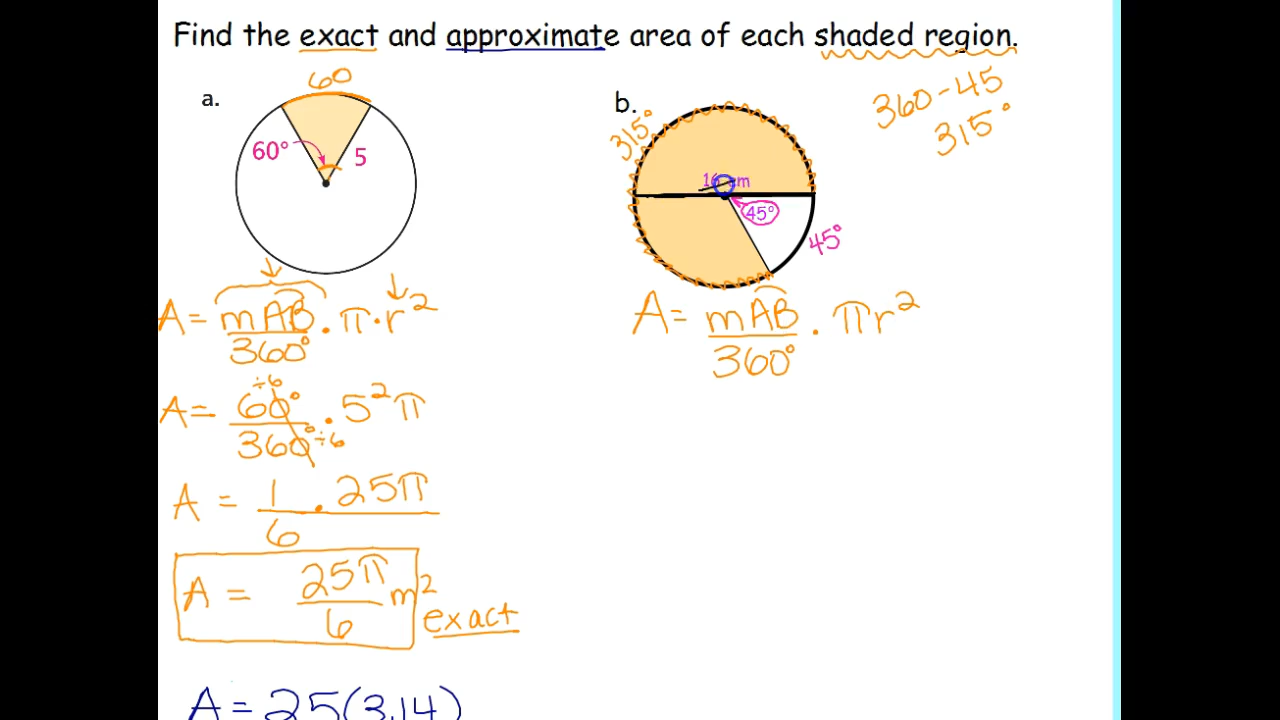 Find the exact and approximate area of each shaded region.
a.
60
60°
5
A = mAB/360° · π · r²
A = 60°/360° · 5²π
÷6
÷6
A = 1/6 · 25π
A = 25π/6 m²
exact
A = 25(3.14)
b.
315°
360-45
315°
m
45°
45°
A = mAB/360° · πr²